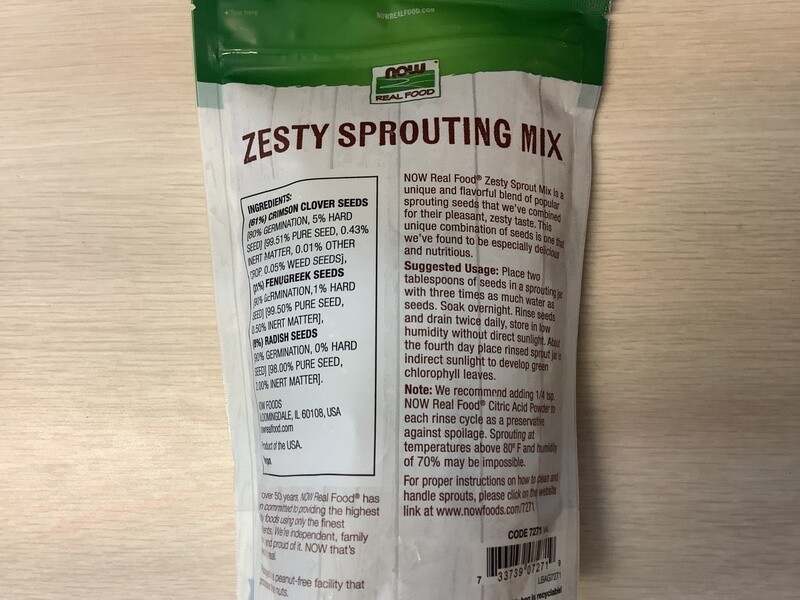 Tear here
NOWREALFOOD.COM
NOW
REAL FOOD
ZESTY SPROUTING MIX
INGREDIENTS:
(61%) CRIMSON CLOVER SEEDS
[80% GERMINATION, 5% HARD
SEED] [99.51% PURE SEED, 0.43%
INERT MATTER, 0.01% OTHER
CROP, 0.05% WEED SEEDS],
FENUGREEK SEEDS
GERMINATION, 1% HARD
SEED] [99.50% PURE SEED,
0.50% INERT MATTER],
RADISH SEEDS
[90% GERMINATION, 0% HARD
SEED] [98.00% PURE SEED,
2.00% INERT MATTER].
NOW FOODS
BLOOMINGDALE, IL 60108, USA
nowrealfood.com
Product of the USA.
over 50 years, NOW Real Food® has
committed to providing the highest
foods using only the finest
We're independent, family
and proud of it. NOW that's
peanut-free facility that
nuts.
NOW Real Food® Zesty Sprout Mix is a
unique and flavorful blend of popular
sprouting seeds that we've combined
for their pleasant, zesty taste. This
unique combination of seeds is one that
we've found to be especially delicious
and nutritious.
Suggested Usage: Place two
tablespoons of seeds in a sprouting jar
with three times as much water as
seeds. Soak overnight. Rinse seeds
and drain twice daily, store in low
humidity without direct sunlight. About
the fourth day place rinsed sprout jar in
indirect sunlight to develop green
chlorophyll leaves.
Note: We recommend adding 1/4 tsp.
NOW Real Food® Citric Acid Powder to
each rinse cycle as a preservative
against spoilage. Sprouting at
temperatures above 80º F and humidity
of 70% may be impossible.
For proper instructions on how to clean and
handle sprouts, please click on the website
link at www.nowfoods.com/7271
CODE 7271 V4
7 33739 07271 9
LBAG7271
is recyclable!